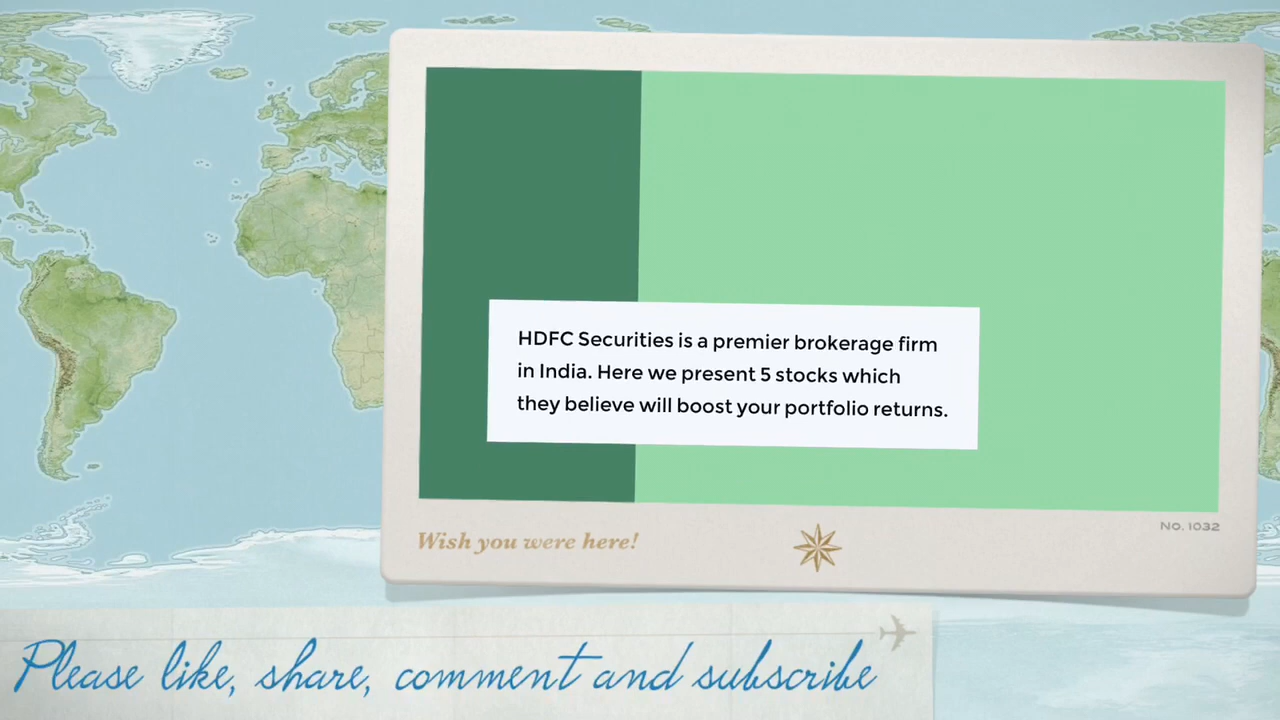 HDFC Securities is a premier brokerage firm
in India. Here we present 5 stocks which
they believe will boost your portfolio returns.
Wish you were here!
No. 1032
Please like, share, comment and subscribe